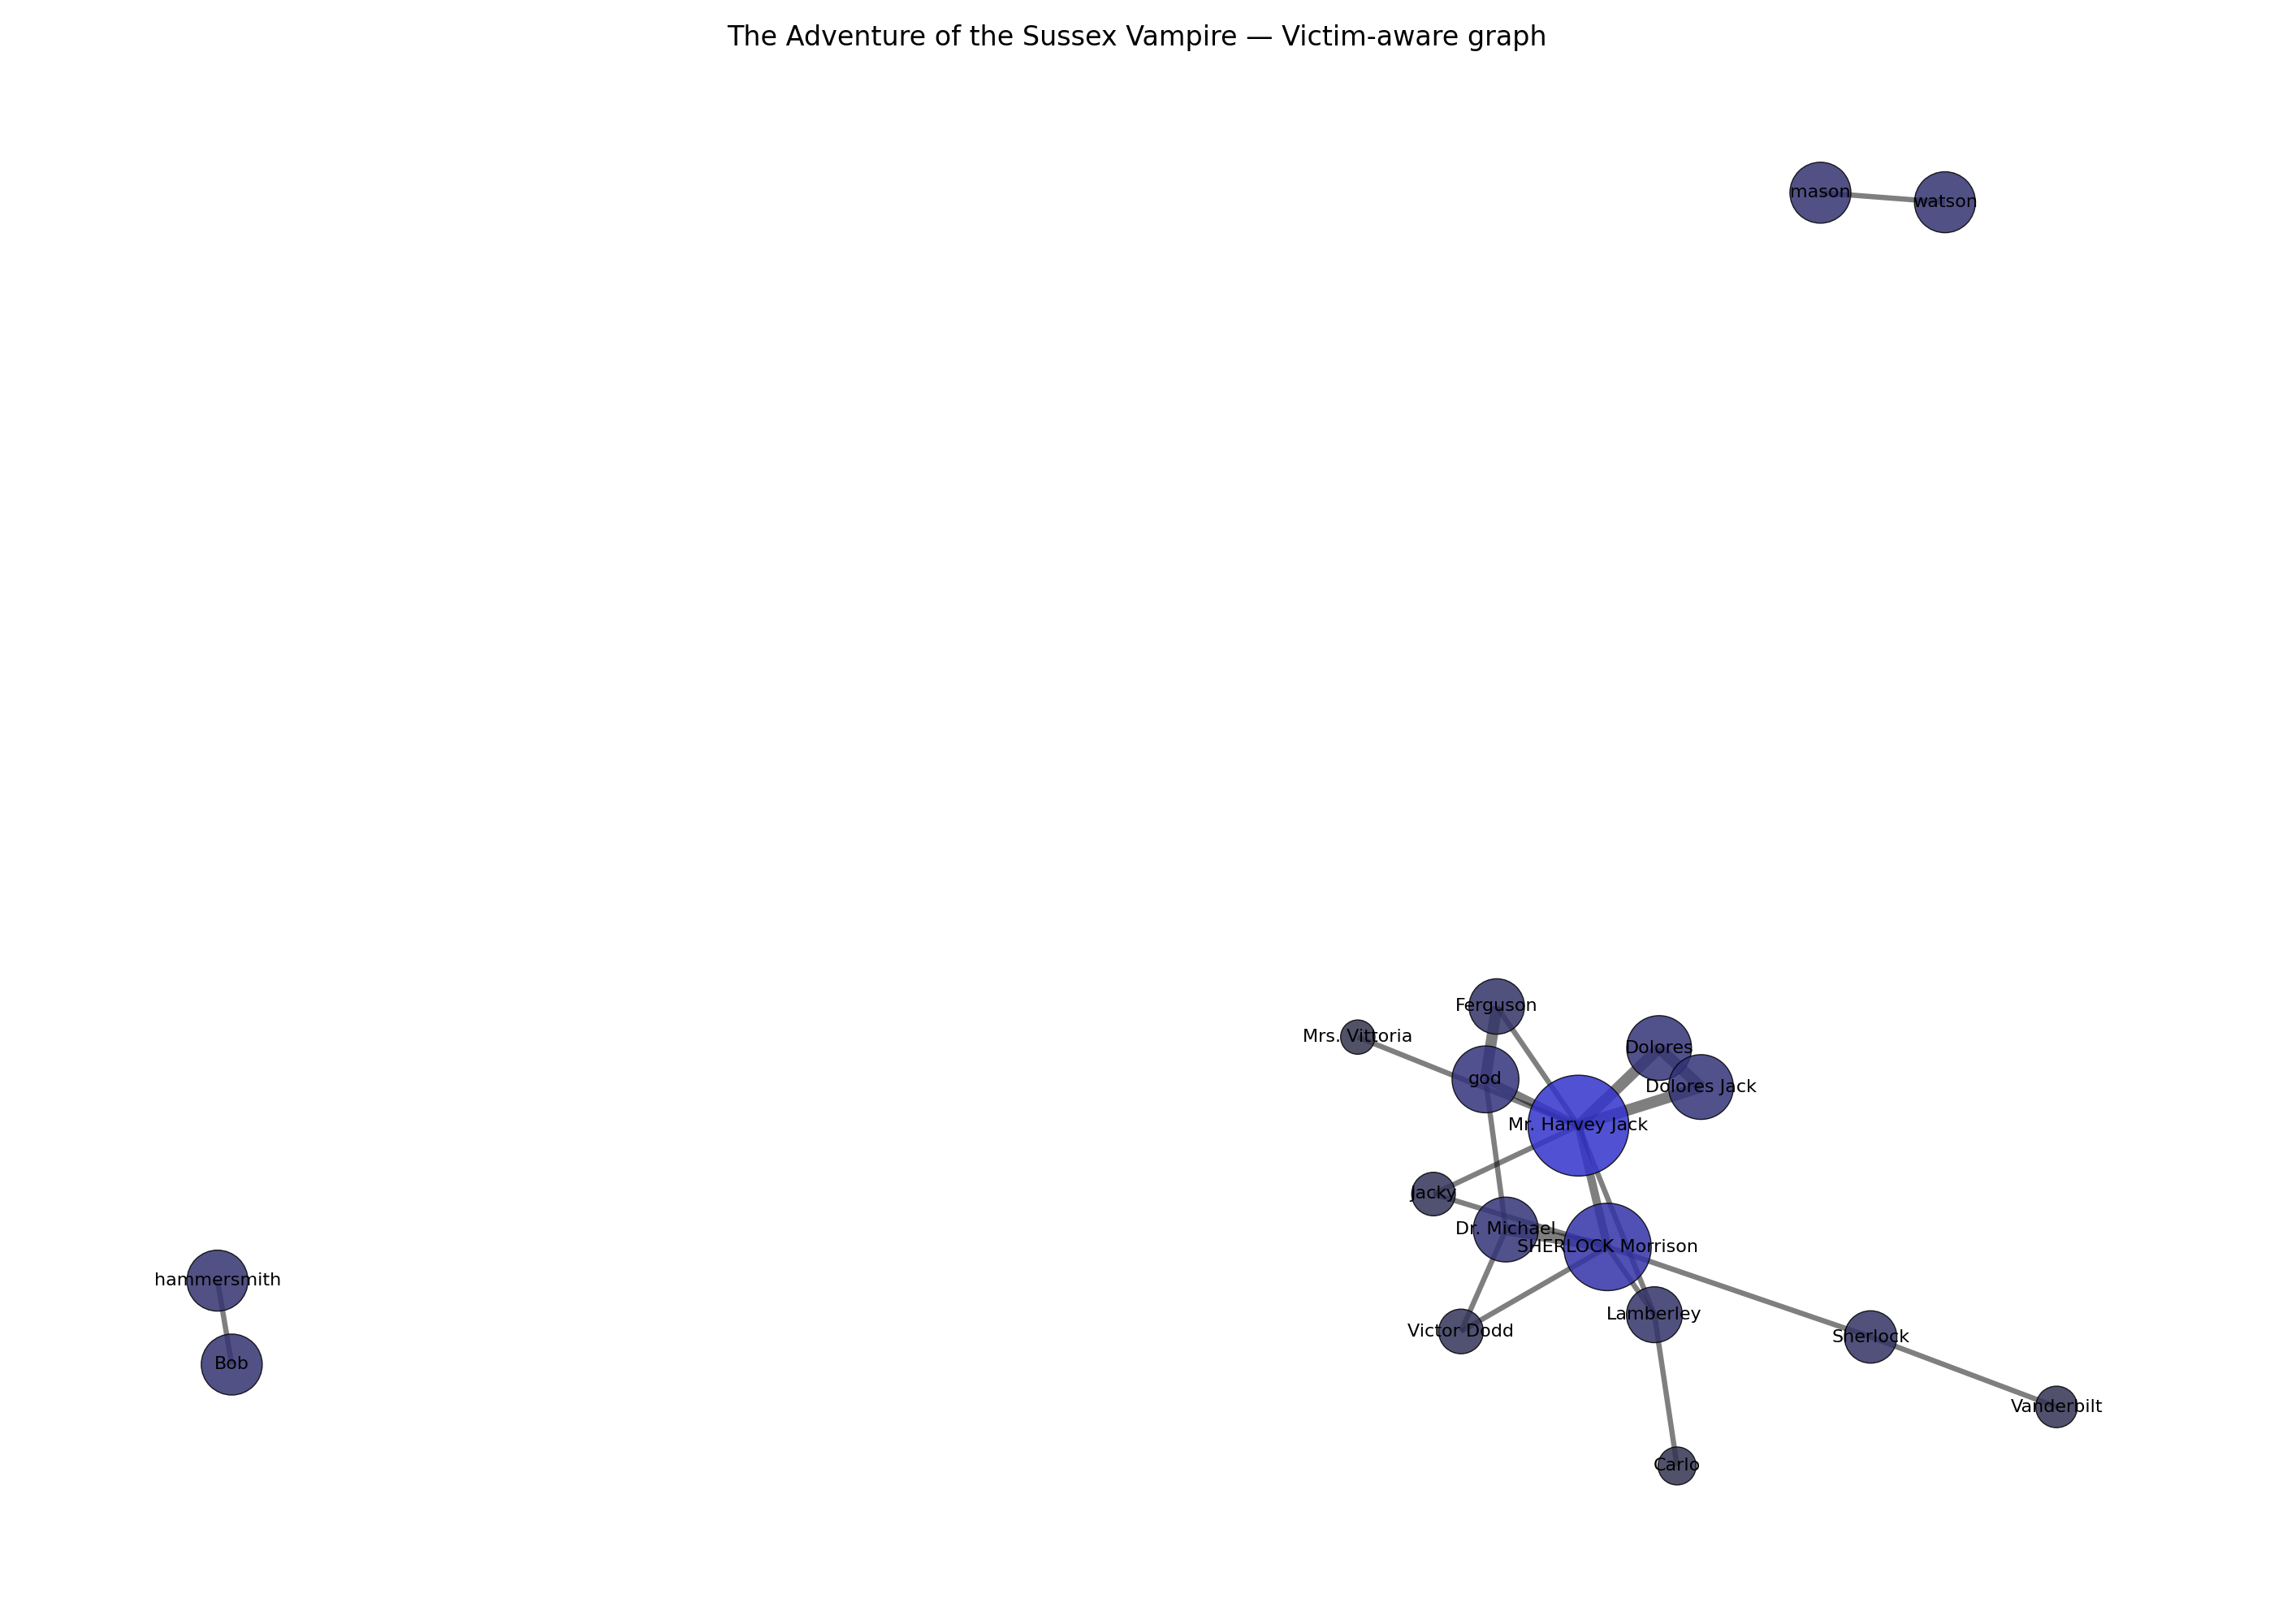 The Adventure of the Sussex Vampire — Victim-aware graph
mason
watson
Ferguson
Mrs. Vittoria
Dolores
god
Dolores Jack
Mr. Harvey Jack
Jacky
Dr. Michael
SHERLOCK Morrison
hammersmith
Lamberley
Victor Dodd
Sherlock
Bob
Vanderbilt
Carlo